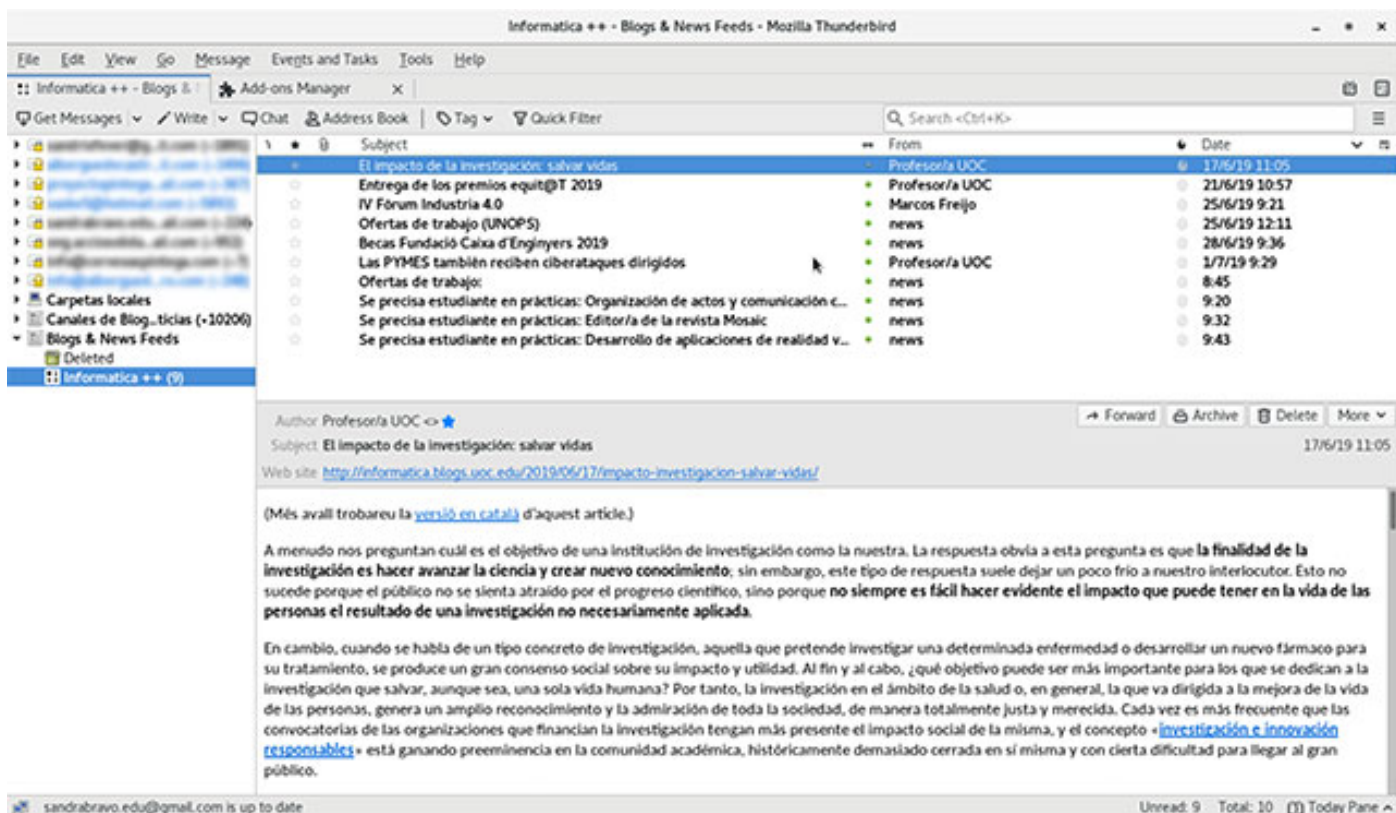 Informatica ++ - Blogs & News Feeds - Mozilla Thunderbird
File Edit View Go Message Events and Tasks Tools Help
Informatica ++ - Blogs & Add-ons Manager
Get Messages Write Chat Address Book Tag Quick Filter Search <Ctrl+K>
Subject From Date
El impacto de la investigación: salvar vidas Profesor/a UOC 17/6/19 11:05
Entrega de los premios equit@T 2019 Profesor/a UOC 21/6/19 10:57
IV Fórum Industria 4.0 Marcos Freijo 25/6/19 9:21
Ofertas de trabajo (UNOPS) news 25/6/19 12:11
Becas Fundació Caixa d'Enginyers 2019 news 28/6/19 9:36
Las PYMES también reciben ciberataques dirigidos Profesor/a UOC 1/7/19 9:29
Ofertas de trabajo: news 8:45
Se precisa estudiante en prácticas: Organización de actos y comunicación c... news 9:20
Se precisa estudiante en prácticas: Editor/a de la revista Mosaic news 9:32
Se precisa estudiante en prácticas: Desarrollo de aplicaciones de realidad v... news 9:43
Carpetas locales
Canales de Blog...ticias (+10206)
Blogs & News Feeds
Deleted
Informatica ++ (9)
Author Profesor/a UOC <> Forward Archive Delete More
Subject El impacto de la investigación: salvar vidas 17/6/19 11:05
Web site http://informatica.blogs.uoc.edu/2019/06/17/impacto-investigacion-salvar-vidas/
(Més avall trobareu la versió en català d'aquest article.)
A menudo nos preguntan cuál es el objetivo de una institución de investigación como la nuestra. La respuesta obvia a esta pregunta es que la finalidad de la
investigación es hacer avanzar la ciencia y crear nuevo conocimiento; sin embargo, este tipo de respuesta suele dejar un poco frío a nuestro interlocutor. Esto no
sucede porque el público no se sienta atraído por el progreso científico, sino porque no siempre es fácil hacer evidente el impacto que puede tener en la vida de las
personas el resultado de una investigación no necesariamente aplicada.
En cambio, cuando se habla de un tipo concreto de investigación, aquella que pretende investigar una determinada enfermedad o desarrollar un nuevo fármaco para
su tratamiento, se produce un gran consenso social sobre su impacto y utilidad. Al fin y al cabo, ¿qué objetivo puede ser más importante para los que se dedican a la
investigación que salvar, aunque sea, una sola vida humana? Por tanto, la investigación en el ámbito de la salud o, en general, la que va dirigida a la mejora de la vida
de las personas, genera un amplio reconocimiento y la admiración de toda la sociedad, de manera totalmente justa y merecida. Cada vez es más frecuente que las
convocatorias de las organizaciones que financian la investigación tengan más presente el impacto social de la misma, y el concepto «investigación e innovación
responsables» está ganando preeminencia en la comunidad académica, históricamente demasiado cerrada en sí misma y con cierta dificultad para llegar al gran
público.
sandrabravo.edu@gmail.com is up to date Unread: 9 Total: 10 Today Pane